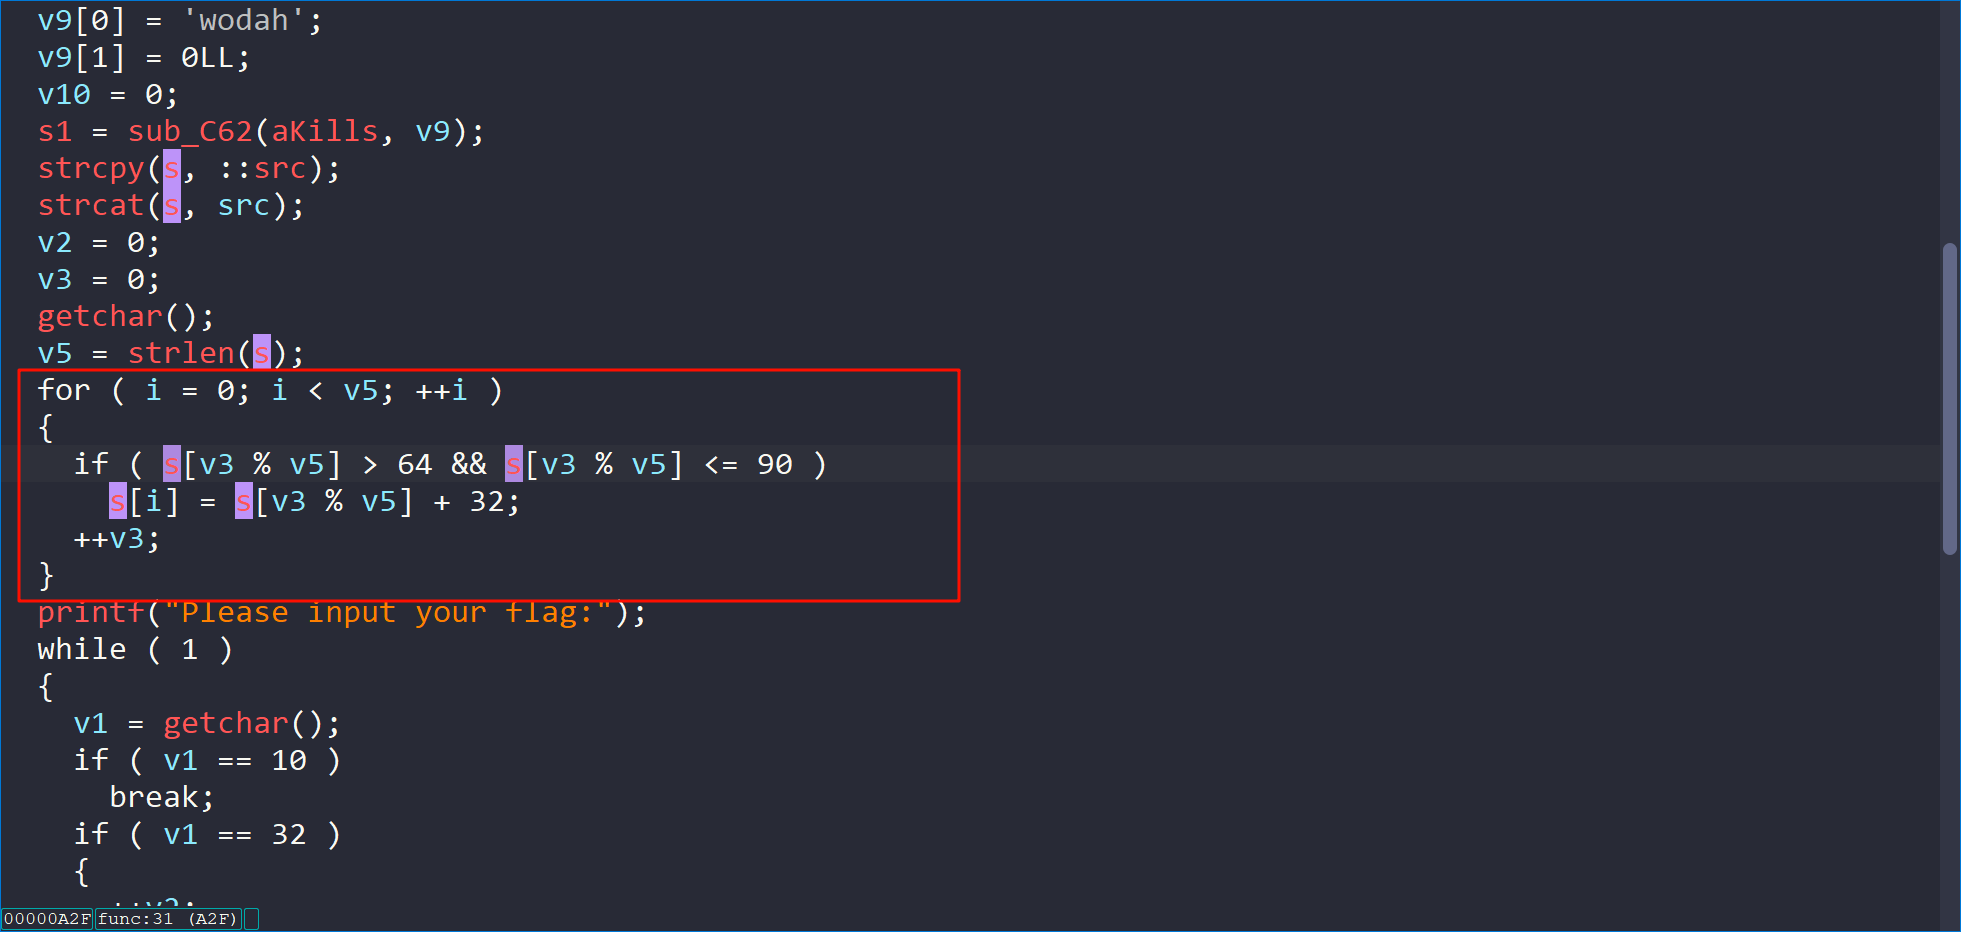 v9[0] = 'wodah';
v9[1] = 0LL;
v10 = 0;
s1 = sub_C62(aKills, v9);
strcpy(s, ::src);
strcat(s, src);
v2 = 0;
v3 = 0;
getchar();
v5 = strlen(s);
for ( i = 0; i < v5; ++i )
{
if ( s[v3 % v5] > 64 && s[v3 % v5] <= 90 )
s[i] = s[v3 % v5] + 32;
++v3;
}
printf("Please input your flag:");
while ( 1 )
{
v1 = getchar();
if ( v1 == 10 )
break;
if ( v1 == 32 )
{
00000A2F func:31 (A2F)